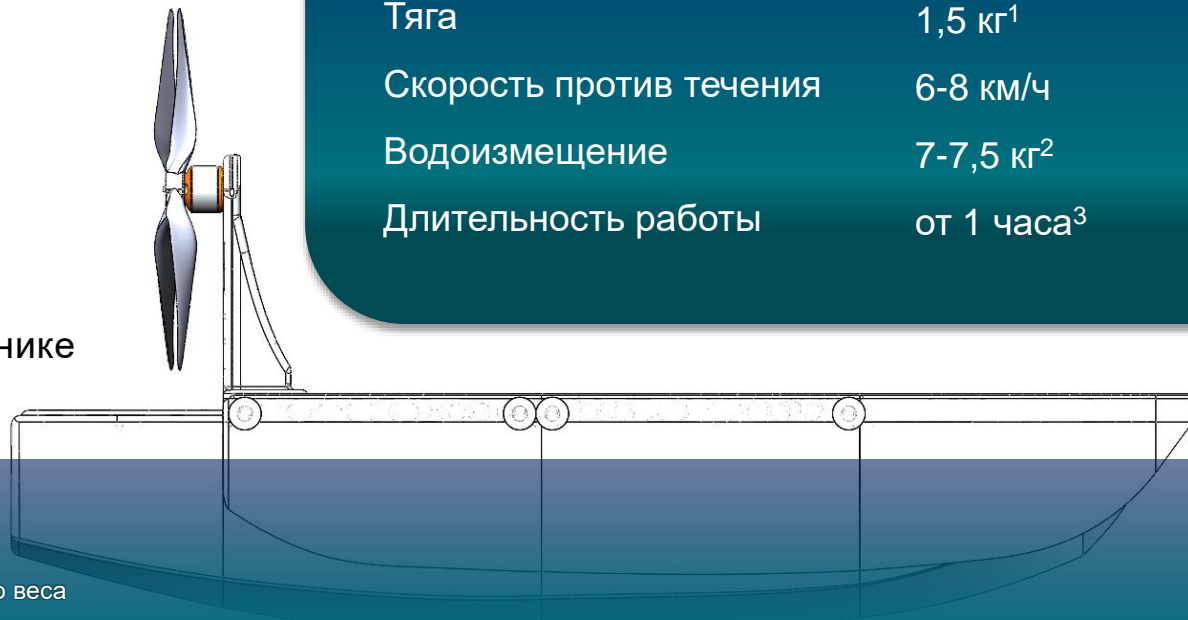 Тяга 1,5 кг¹
Скорость против течения 6-8 км/ч
Водоизмещение 7-7,5 кг²
Длительность работы от 1 часа³
нике
о веса